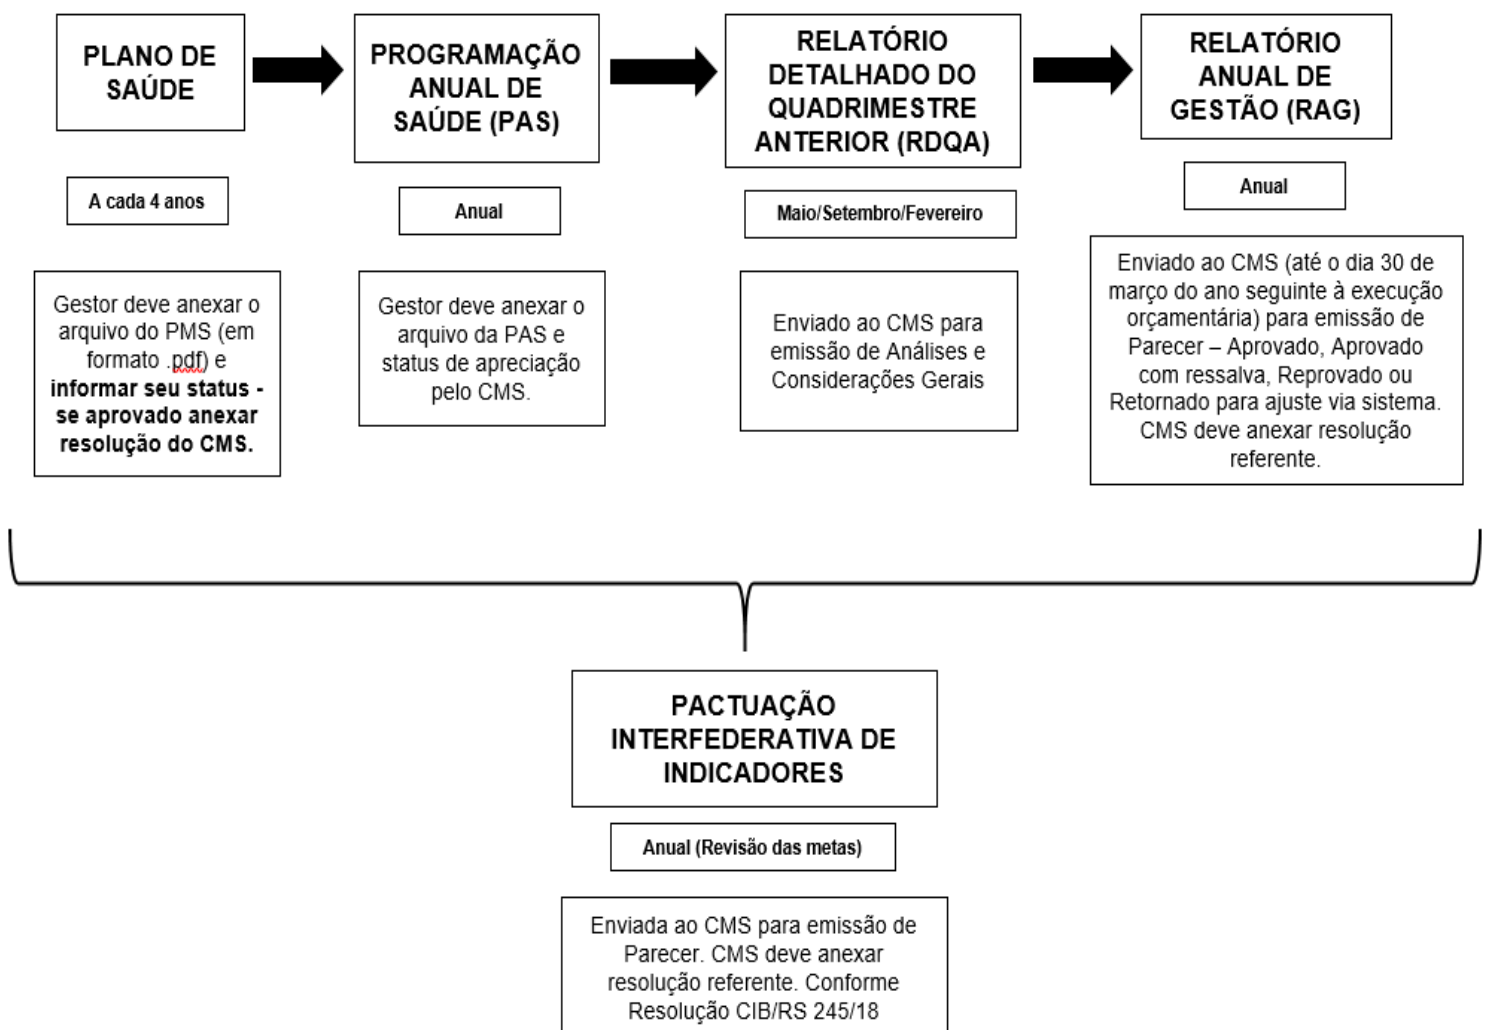 PLANO DE
SAÚDE
A cada 4 anos
Gestor deve anexar o
arquivo do PMS (em
formato .pdf) e
informar seu status -
se aprovado anexar
resolução do CMS.
PROGRAMAÇÃO
ANUAL DE
SAÚDE (PAS)
Anual
Gestor deve anexar o
arquivo da PAS e
status de apreciação
pelo CMS.
RELATÓRIO
DETALHADO DO
QUADRIMESTRE
ANTERIOR (RDQA)
Maio/Setembro/Fevereiro
Enviado ao CMS para
emissão de Análises e
Considerações Gerais
RELATÓRIO
ANUAL DE
GESTÃO (RAG)
Anual
Enviado ao CMS (até o dia 30 de
março do ano seguinte à execução
orçamentária) para emissão de
Parecer – Aprovado, Aprovado
com ressalva, Reprovado ou
Retornado para ajuste via sistema.
CMS deve anexar resolução
referente.
PACTUAÇÃO
INTERFEDERATIVA DE
INDICADORES
Anual (Revisão das metas)
Enviada ao CMS para emissão de
Parecer. CMS deve anexar
resolução referente. Conforme
Resolução CIB/RS 245/18